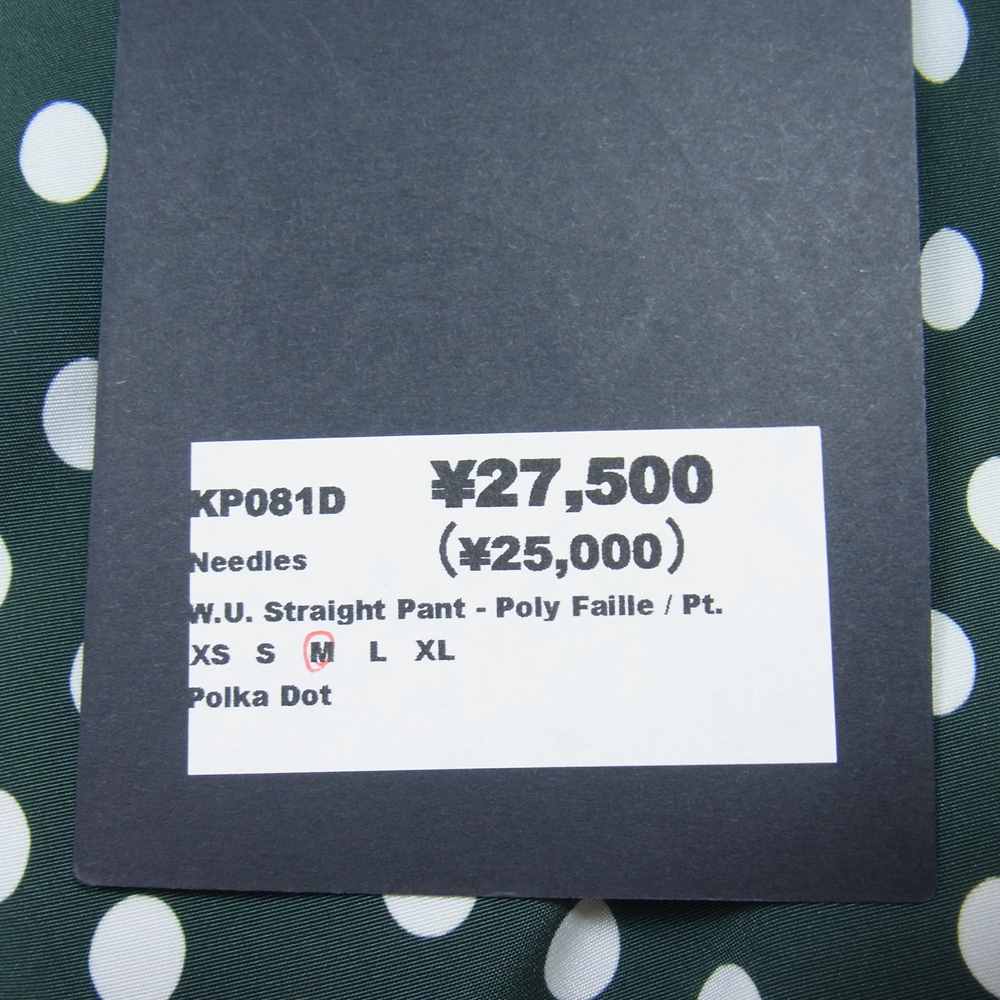 KP081D ¥27,500
Needles (¥25,000)
W.U. Straight Pant - Poly Faille / Pt.
XS S M L XL
Polka Dot